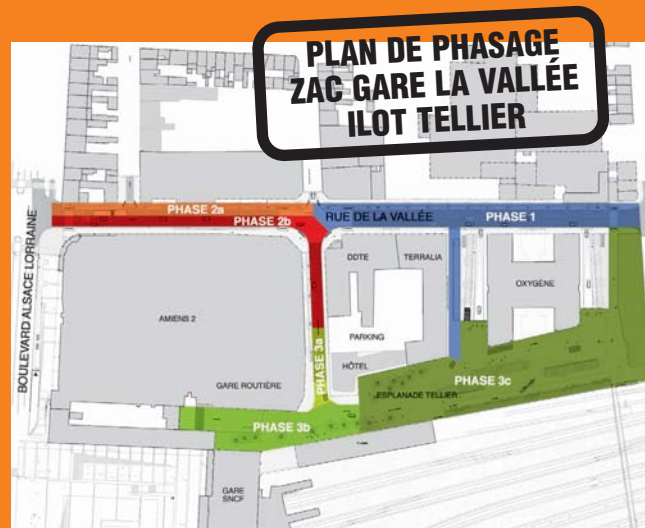 PLAN DE PHASAGE
ZAC GARE LA VALLÉE
ILOT TELLIER
BOULEVARD ALSACE LORRAINE
PHASE 2a
PHASE 2b
RUE DE LA VALLÉE
PHASE 1
DDTE
TERRALIA
OXYGÈNE
AMIENS 2
PARKING
PHASE 3a
HÔTEL
GARE ROUTIÈRE
PHASE 3c
ESPLANADE TELLIER
PHASE 3b
GARE
SNCF